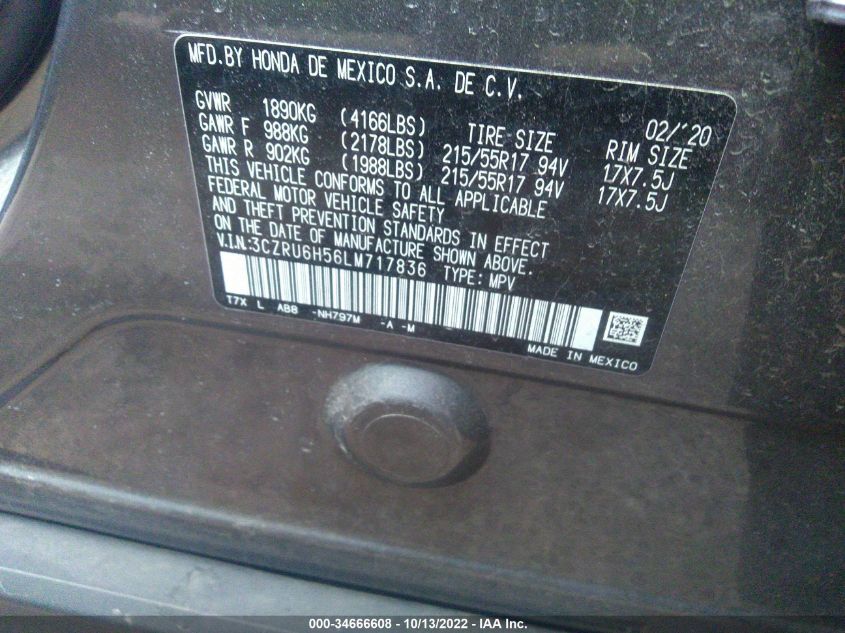 MFD.BY HONDA DE MEXICO S.A. DE C.V.
02/'20
GVWR 1890KG (4166LBS) TIRE SIZE RIM SIZE
GAWR F 988KG (2178LBS) 215/55R17 94V 17X7.5J
GAWR R 902KG (1988LBS) 215/55R17 94V 17X7.5J
THIS VEHICLE CONFORMS TO ALL APPLICABLE
FEDERAL MOTOR VEHICLE SAFETY
AND THEFT PREVENTION STANDARDS IN EFFECT
ON THE DATE OF MANUFACTURE SHOWN ABOVE.
V.I.N:3CZRU6H56LM717836 TYPE:MPV
T7X L AB8 -NH797M -A -M
MADE IN MEXICO
000-34666608 - 10/13/2022 - IAA Inc.